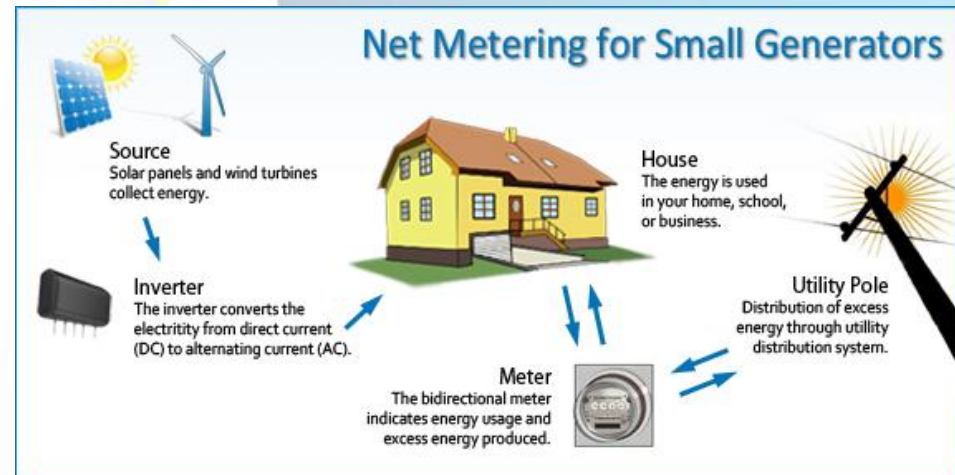 Net Metering for Small Generators
Source
Solar panels and wind turbines
collect energy.
Inverter
The inverter converts the
electritity from direct current
(DC) to alternating current (AC).
House
The energy is used
in your home, school,
or business.
Utility Pole
Distribution of excess
energy through utillity
distribution system.
Meter
The bidirectional meter
indicates energy usage and
excess energy produced.